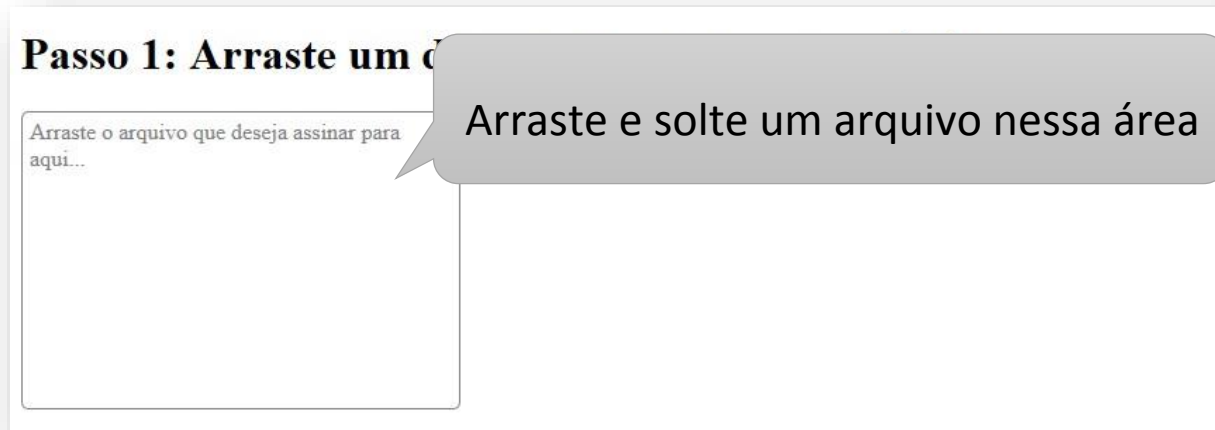 Passo 1: Arraste um
Arraste e solte um arquivo nessa área
Arraste o arquivo que deseja assinar para
aqui...